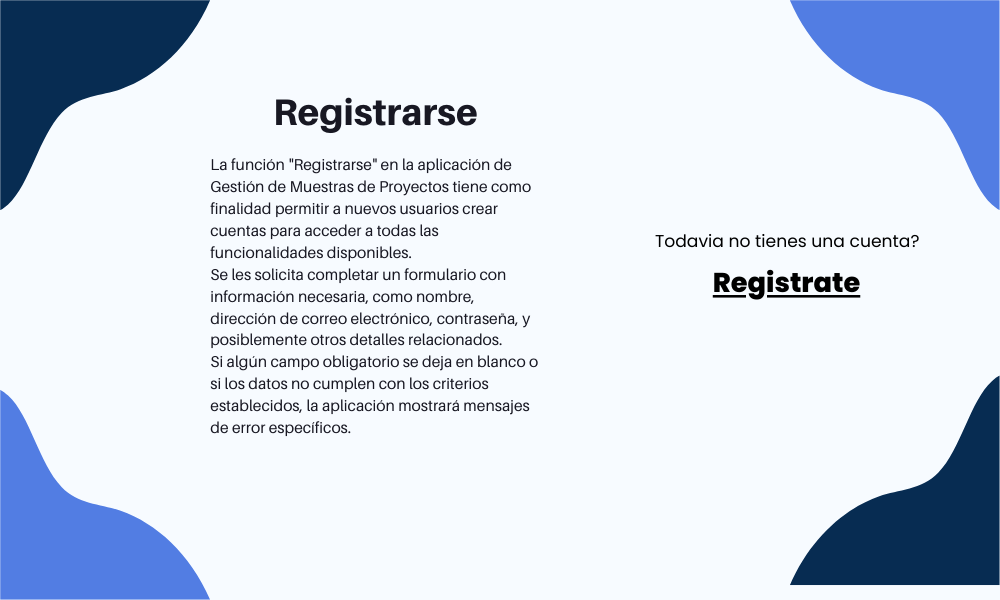 Registrarse
La función "Registrarse" en la aplicación de
Gestión de Muestras de Proyectos tiene como
finalidad permitir a nuevos usuarios crear
cuentas para acceder a todas las
funcionalidades disponibles.
Se les solicita completar un formulario con
información necesaria, como nombre,
dirección de correo electrónico, contraseña, y
posiblemente otros detalles relacionados.
Si algún campo obligatorio se deja en blanco o
si los datos no cumplen con los criterios
establecidos, la aplicación mostrará mensajes
de error específicos.
Todavia no tienes una cuenta?
Registrate